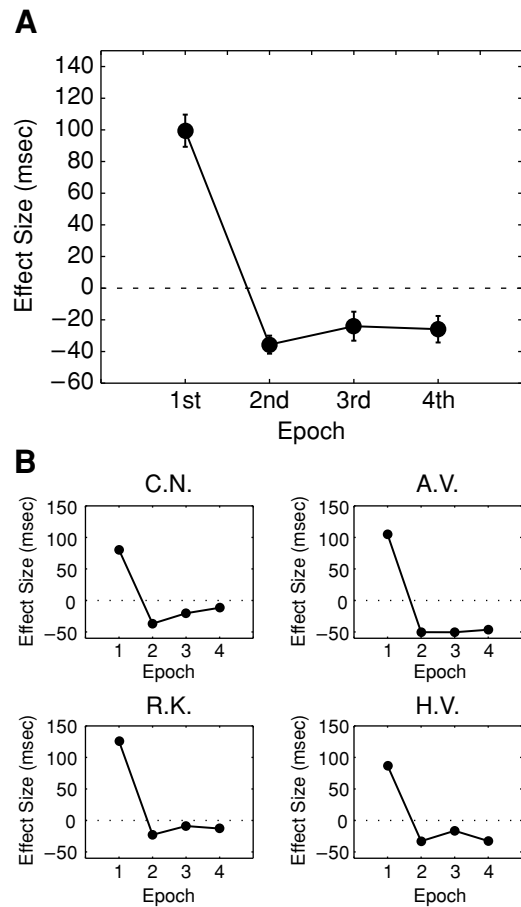 A
140
120
100
80
60
40
20
0
−20
−40
−60
Effect Size (msec)
1st 2nd 3rd 4th
Epoch
B
C.N.
150
100
50
0
−50
Effect Size (msec)
1 2 3 4
Epoch
A.V.
150
100
50
0
−50
Effect Size (msec)
1 2 3 4
Epoch
R.K.
150
100
50
0
−50
Effect Size (msec)
1 2 3 4
Epoch
H.V.
150
100
50
0
−50
Effect Size (msec)
1 2 3 4
Epoch